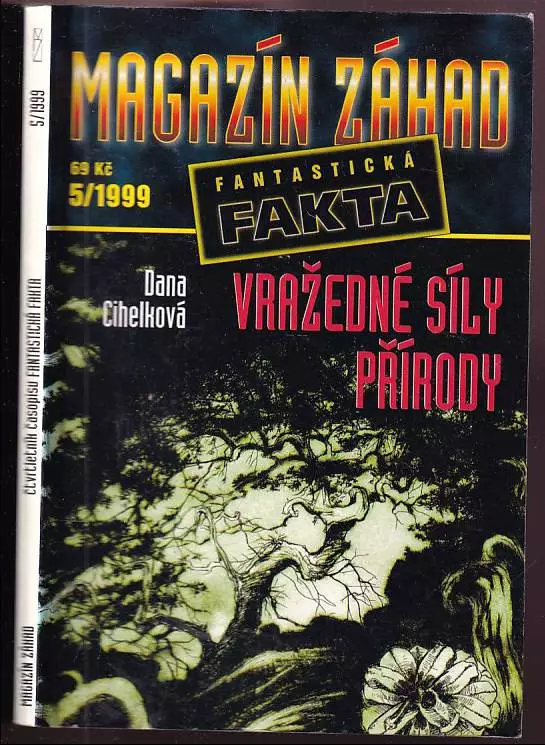 MAGAZÍN ZÁHAD
69 Kč
5/1999
FANTASTICKÁ
FAKTA
Dana
Cihelková
VRAŽEDNÉ SÍLY
PŘÍRODY
5/1999
čtvrtletník časopisu FANTASTICKÁ FAKTA
MAGAZÍN ZÁHAD